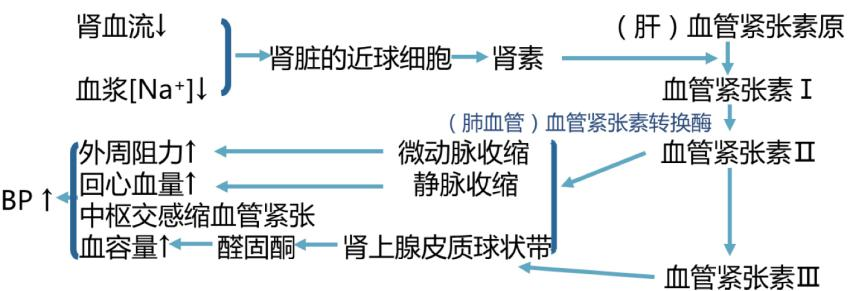 肾血流↓
（肝）血管紧张素原
肾脏的近球细胞
肾素
血浆[Na⁺]↓
血管紧张素Ⅰ
（肺血管）血管紧张素转换酶
外周阻力↑
微动脉收缩
血管紧张素Ⅱ
回心血量↑
静脉收缩
BP↑
中枢交感缩血管紧张
血容量↑
醛固酮
肾上腺皮质球状带
血管紧张素Ⅲ